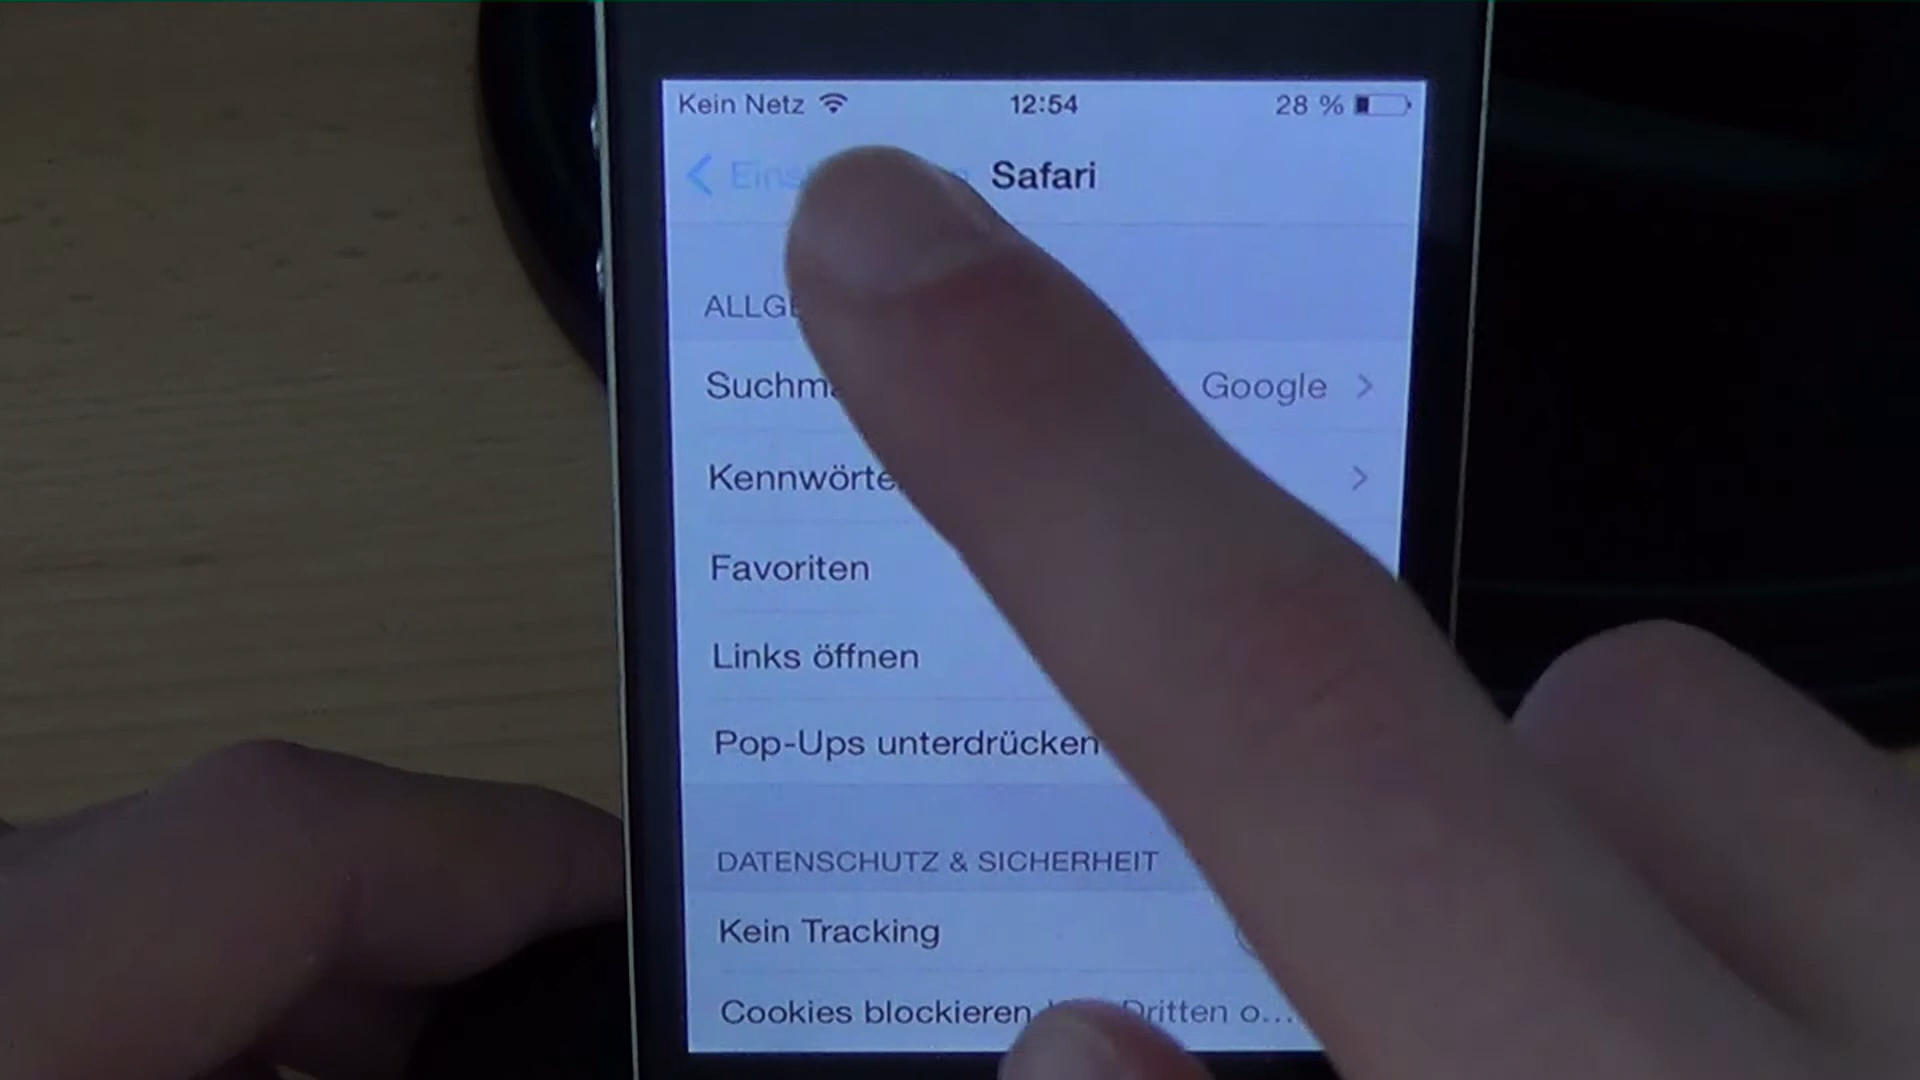 Kein Netz 12:54 28 %
Safari
Google
Favoriten
Links öffnen
Pop-Ups unterdrücken
DATENSCHUTZ & SICHERHEIT
Kein Tracking
Cookies blockieren Dritten o...